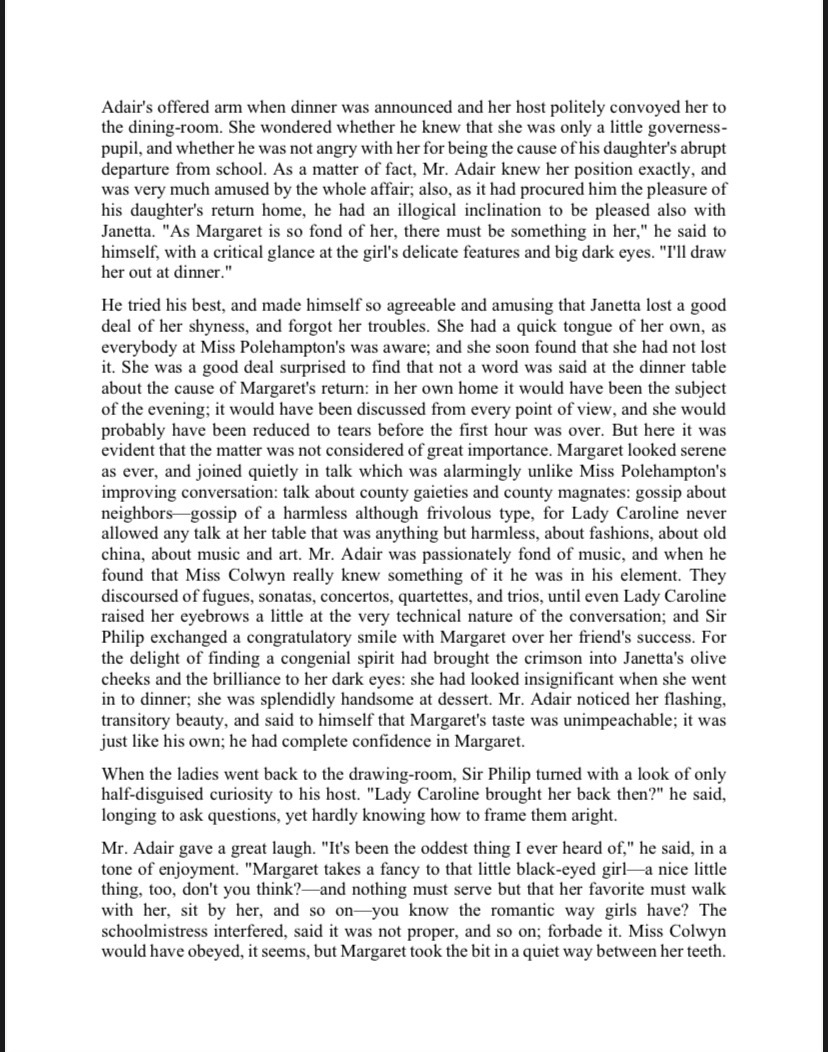 Adair's offered arm when dinner was announced and her host politely convoyed her to
the dining-room. She wondered whether he knew that she was only a little governess-
pupil, and whether he was not angry with her for being the cause of his daughter's abrupt
departure from school. As a matter of fact, Mr. Adair knew her position exactly, and
was very much amused by the whole affair; also, as it had procured him the pleasure of
his daughter's return home, he had an illogical inclination to be pleased also with
Janetta. "As Margaret is so fond of her, there must be something in her," he said to
himself, with a critical glance at the girl's delicate features and big dark eyes. "I'll draw
her out at dinner."
He tried his best, and made himself so agreeable and amusing that Janetta lost a good
deal of her shyness, and forgot her troubles. She had a quick tongue of her own, as
everybody at Miss Polehampton's was aware; and she soon found that she had not lost
it. She was a good deal surprised to find that not a word was said at the dinner table
about the cause of Margaret's return: in her own home it would have been the subject
of the evening; it would have been discussed from every point of view, and she would
probably have been reduced to tears before the first hour was over. But here it was
evident that the matter was not considered of great importance. Margaret looked serene
as ever, and joined quietly in talk which was alarmingly unlike Miss Polehampton's
improving conversation: talk about county gaieties and county magnates: gossip about
neighbors—gossip of a harmless although frivolous type, for Lady Caroline never
allowed any talk at her table that was anything but harmless, about fashions, about old
china, about music and art. Mr. Adair was passionately fond of music, and when he
found that Miss Colwyn really knew something of it he was in his element. They
discoursed of fugues, sonatas, concertos, quartettes, and trios, until even Lady Caroline
raised her eyebrows a little at the very technical nature of the conversation; and Sir
Philip exchanged a congratulatory smile with Margaret over her friend's success. For
the delight of finding a congenial spirit had brought the crimson into Janetta's olive
cheeks and the brilliance to her dark eyes: she had looked insignificant when she went
in to dinner; she was splendidly handsome at dessert. Mr. Adair noticed her flashing,
transitory beauty, and said to himself that Margaret's taste was unimpeachable; it was
just like his own; he had complete confidence in Margaret.
When the ladies went back to the drawing-room, Sir Philip turned with a look of only
half-disguised curiosity to his host. "Lady Caroline brought her back then?" he said,
longing to ask questions, yet hardly knowing how to frame them aright.
Mr. Adair gave a great laugh. "It's been the oddest thing I ever heard of," he said, in a
tone of enjoyment. "Margaret takes a fancy to that little black-eyed girl—a nice little
thing, too, don't you think?—and nothing must serve but that her favorite must walk
with her, sit by her, and so on—you know the romantic way girls have? The
schoolmistress interfered, said it was not proper, and so on; forbade it. Miss Colwyn
would have obeyed, it seems, but Margaret took the bit in a quiet way between her teeth.